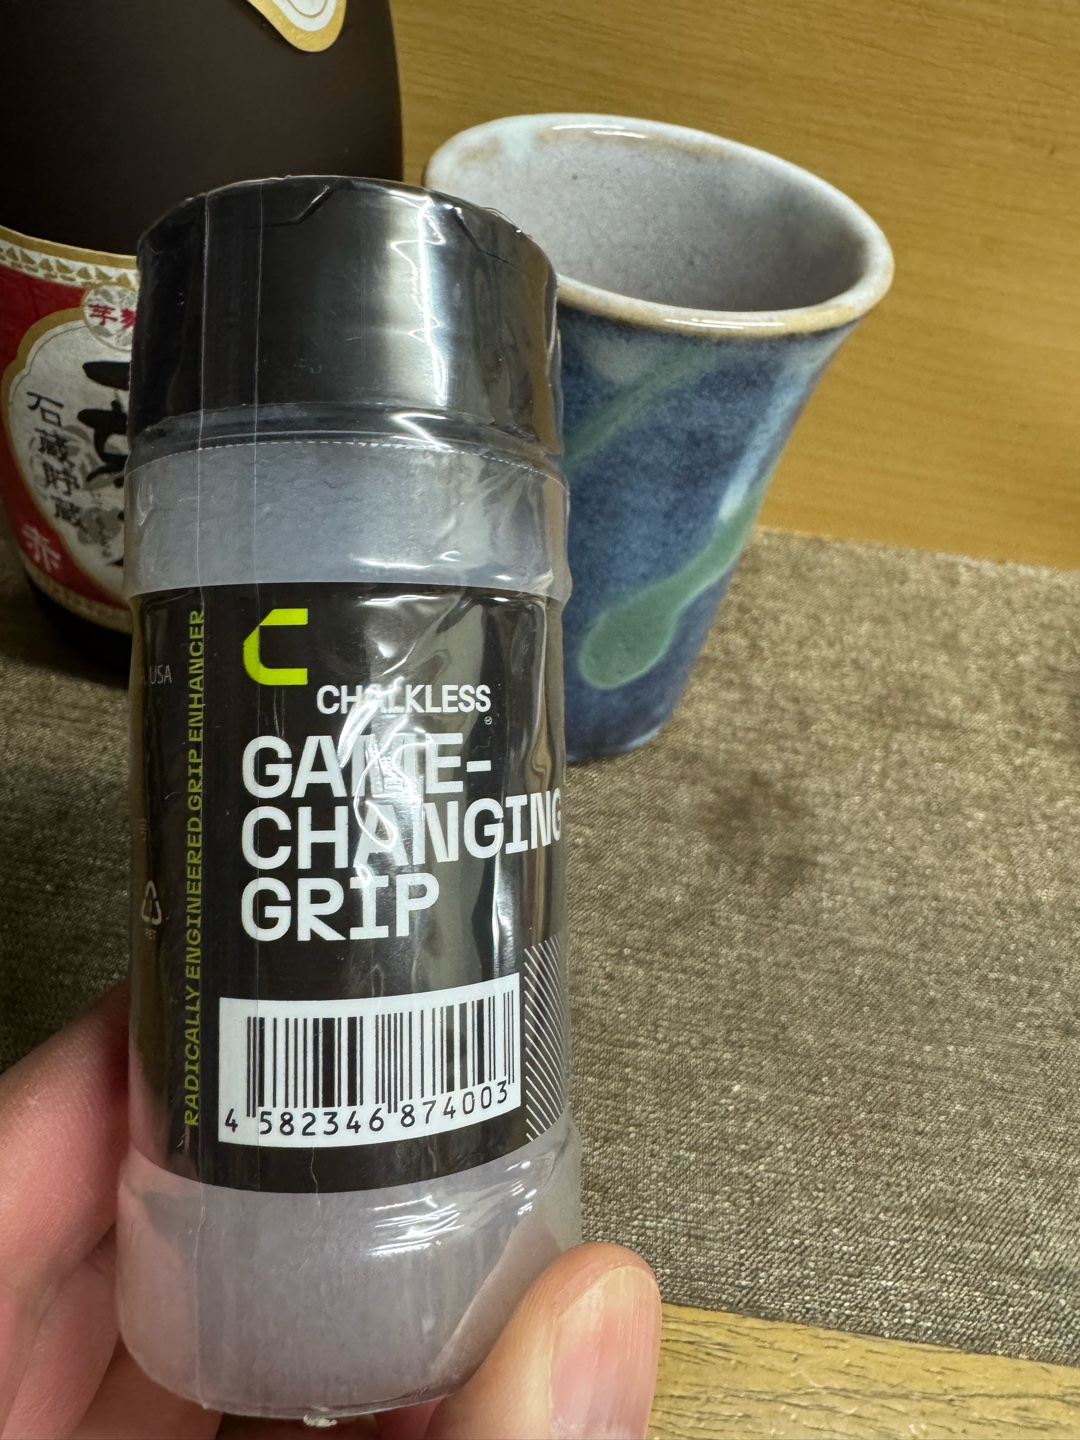 石蔵貯蔵
赤
USA
RADICALLY ENGINEERED GRIP ENHANCER
CHALKLESS
GAME-
CHANGING
GRIP
4 582346 874003